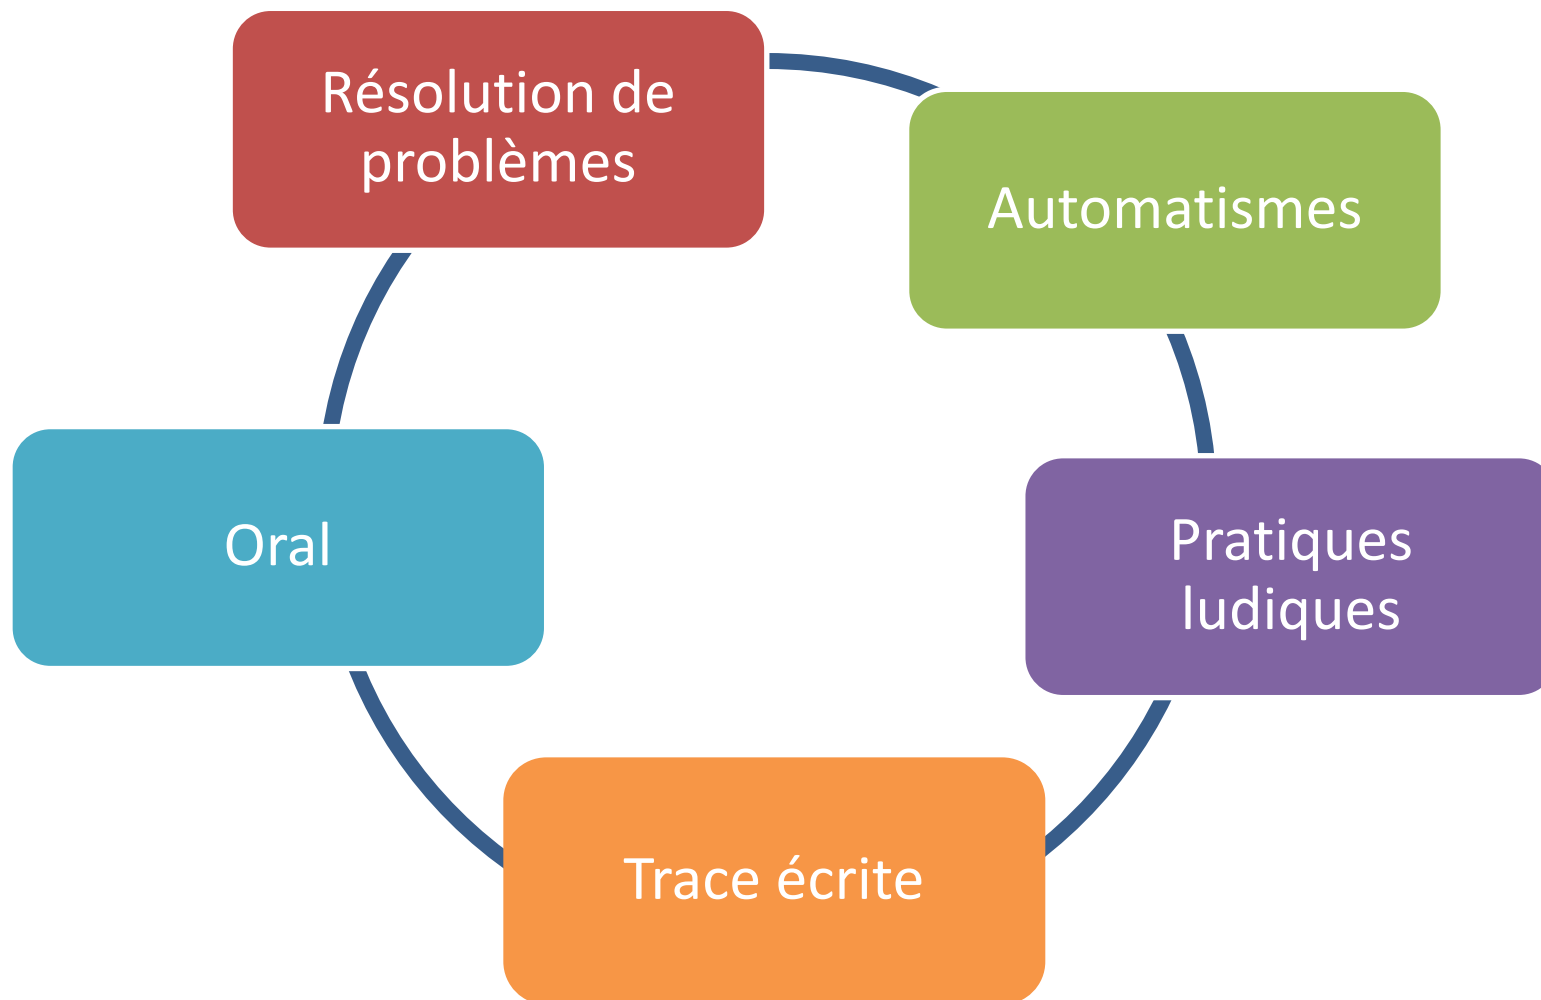 Résolution de
problèmes
Automatismes
Pratiques
ludiques
Trace écrite
Oral